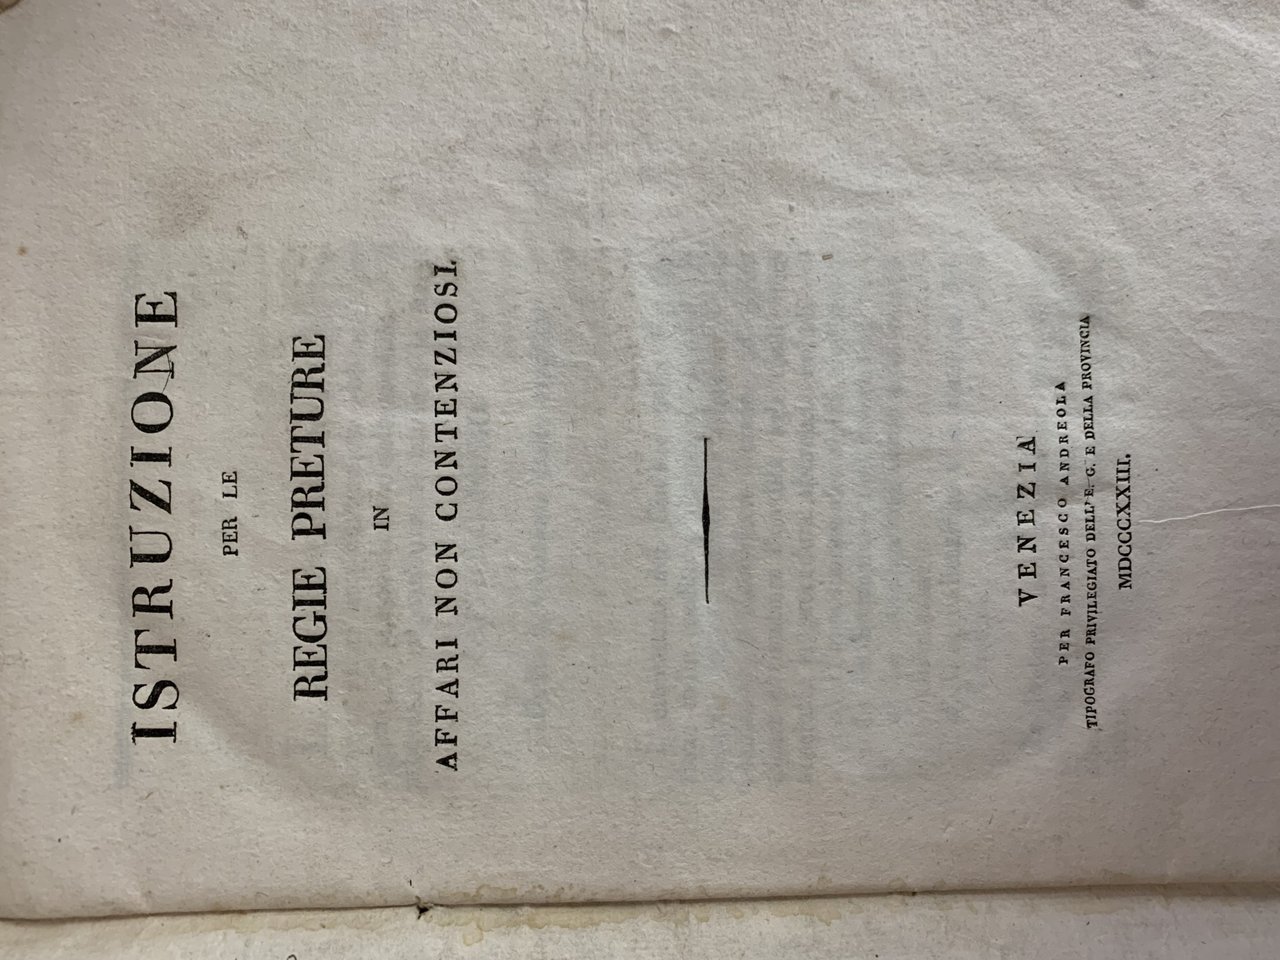 ISTRUZIONE
PER LE
REGIE PRETURE
IN
AFFARI NON CONTENZIOSI.
VENEZIA
PER FRANCESCO ANDREOLA
TIPOGRAFO PRIVILEGIATO DELL' E. G. E DELLA PROVINCIA
MDCCCXXIII.